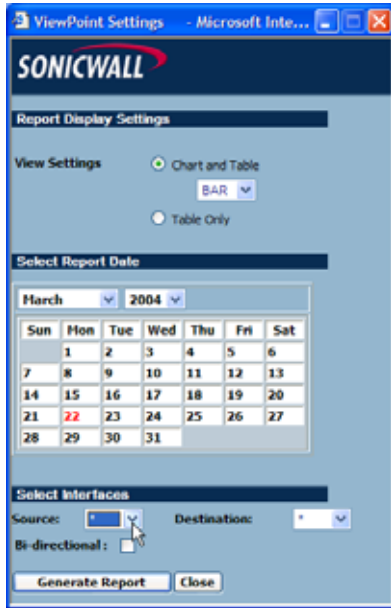 ViewPoint Settings - Microsoft Inte...
SONICWALL
Report Display Settings
View Settings
Chart and Table
BAR
Table Only
Select Report Date
March 2004
Sun Mon Tue Wed Thu Fri Sat
1 2 3 4 5 6
7 8 9 10 11 12 13
14 15 16 17 18 19 20
21 22 23 24 25 26 27
28 29 30 31
Select Interfaces
Source: * Destination: *
Bi-directional :
Generate Report Close